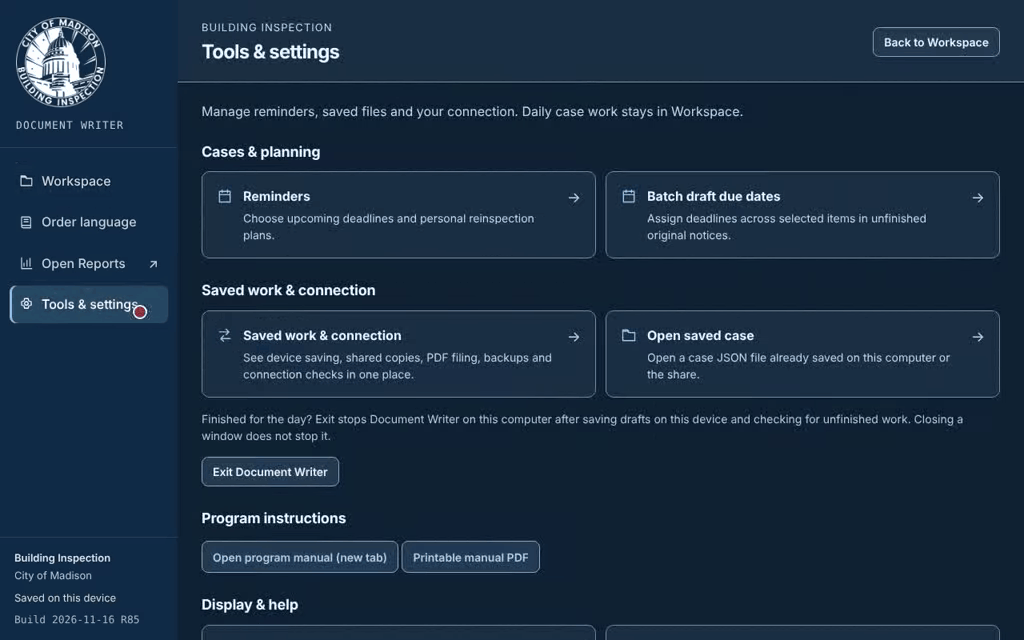 CITY OF MADISON
BUILDING INSPECTION
DOCUMENT WRITER
Workspace
Order language
Open Reports
Tools & settings
Building Inspection
City of Madison
Saved on this device
Build 2026-11-16 R85
BUILDING INSPECTION
Tools & settings
Back to Workspace
Manage reminders, saved files and your connection. Daily case work stays in Workspace.
Cases & planning
Reminders
Choose upcoming deadlines and personal reinspection
plans.
Batch draft due dates
Assign deadlines across selected items in unfinished
original notices.
Saved work & connection
Saved work & connection
See device saving, shared copies, PDF filing, backups and
connection checks in one place.
Open saved case
Open a case JSON file already saved on this computer or
the share.
Finished for the day? Exit stops Document Writer on this computer after saving drafts on this device and checking for unfinished work. Closing a
window does not stop it.
Exit Document Writer
Program instructions
Open program manual (new tab)
Printable manual PDF
Display & help